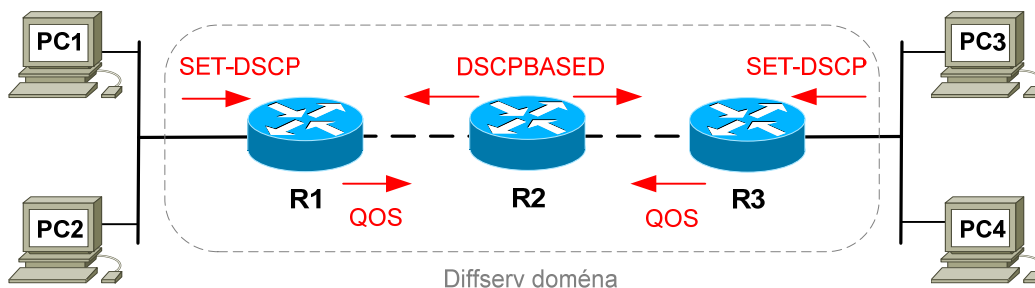 PC1
PC3
SET-DSCP
DSCPBASED
SET-DSCP
R1
R2
R3
PC2
QOS
QOS
PC4
Diffserv doména